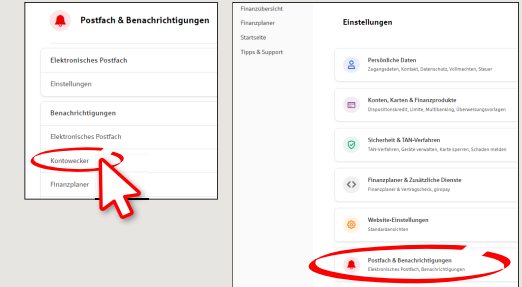 Postfach & Benachrichtigungen
Elektronisches Postfach
Einstellungen
Benachrichtigungen
Elektronisches Postfach
Kontowecker
Finanzplaner
Finanzübersicht
Finanzplaner
Startseite
Tipps & Support
Einstellungen
Persönliche Daten
Zugangsdaten, Kontakt, Datenschutz, Vollmachten, Steuer
Konten, Karten & Finanzprodukte
Dispositionskredit, Limite, Multibanking, Überweisungsvorlagen
Sicherheit & TAN-Verfahren
TAN-Verfahren, Geräte verwalten, Karte sperren, Schaden melden
Finanzplaner & Zusätzliche Dienste
Finanzplaner & Vertragscheck, giropay
Website-Einstellungen
Standardansichten
Postfach & Benachrichtigungen
Elektronisches Postfach, Benachrichtigungen